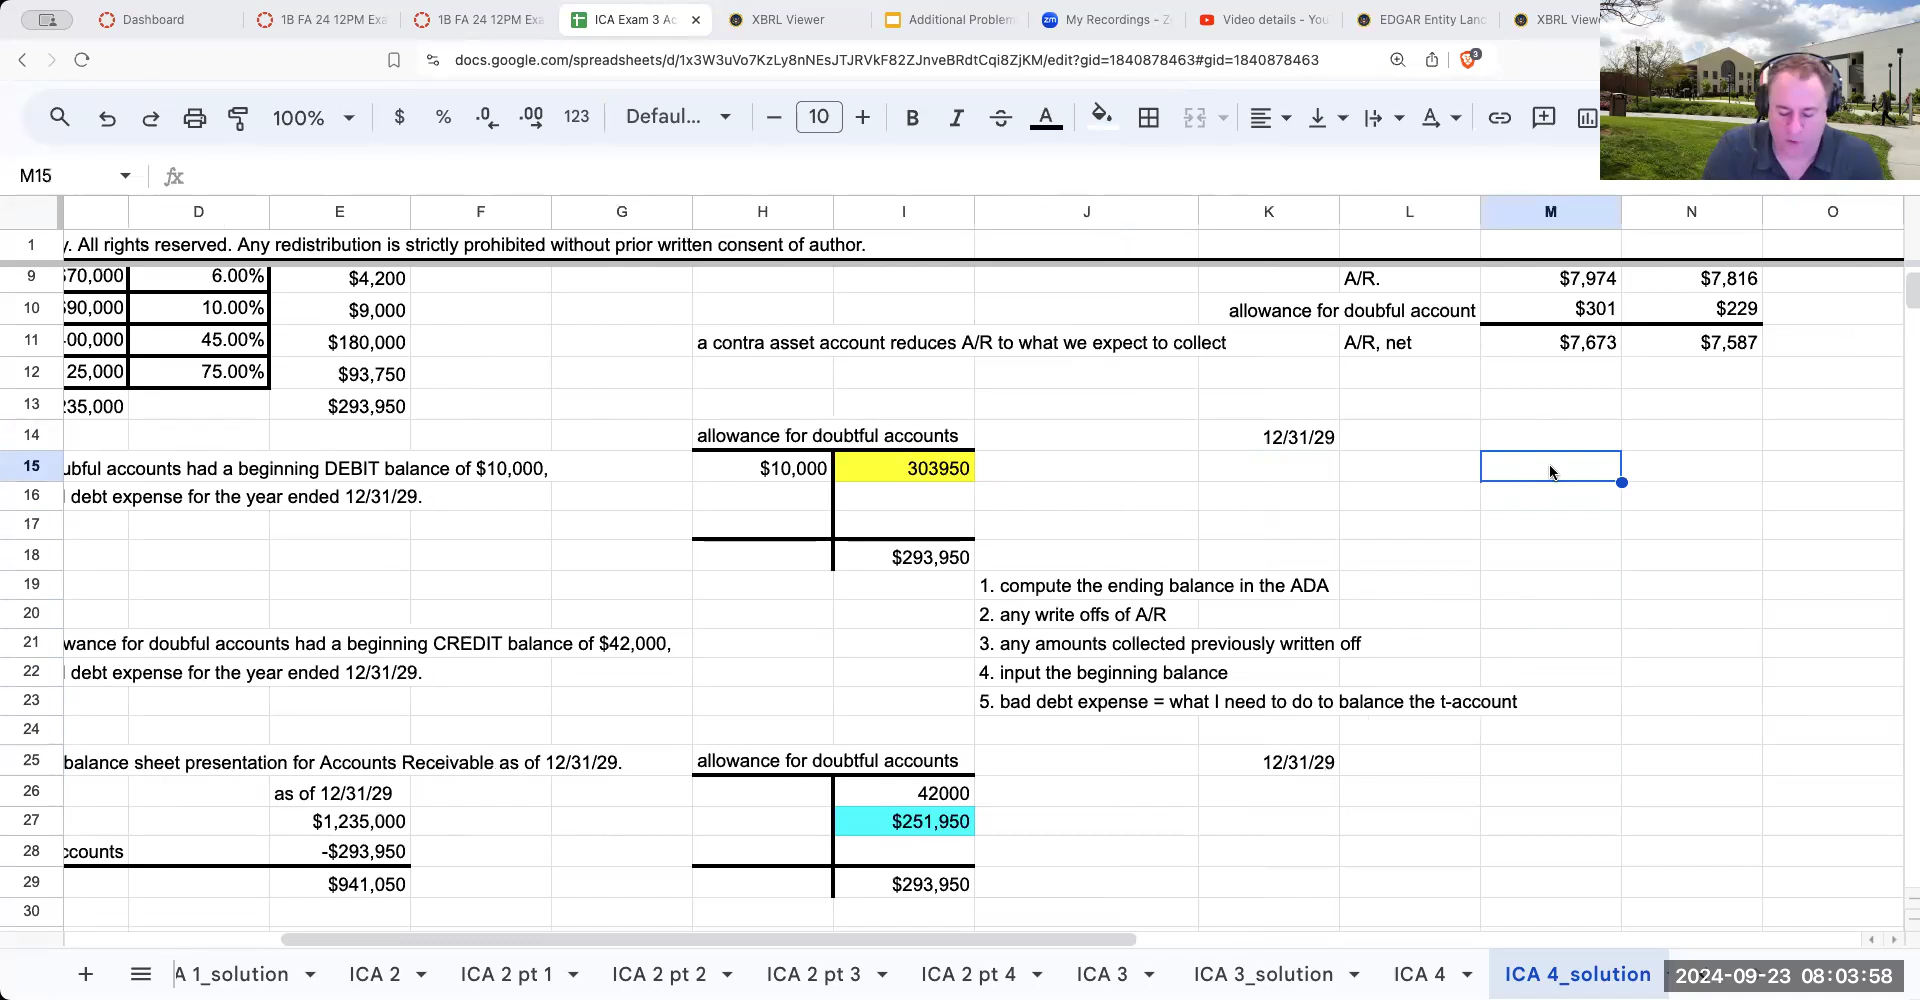 Dashboard
1B FA 24 12PM Exa
1B FA 24 12PM Exa
ICA Exam 3 Ac
XBRL Viewer
Additional Problem
zm My Recordings - Z
Video details - You
EDGAR Entity Land
XBRL View
docs.google.com/spreadsheets/d/1x3W3uVo7KzLy8nNEsJTJRVkF82ZJnveBRdtCqi8ZjKM/edit?gid=1840878463#gid=1840878463
3
100% $ % .0 .00 123 Defaul... 10 B I S A
M15 fx
D E F G H I J K L M N O
1 y. All rights reserved. Any redistribution is strictly prohibited without prior written consent of author.
9 $70,000 6.00% $4,200 A/R. $7,974 $7,816
10 $90,000 10.00% $9,000 allowance for doubful account $301 $229
11 00,000 45.00% $180,000 a contra asset account reduces A/R to what we expect to collect A/R, net $7,673 $7,587
12 25,000 75.00% $93,750
13 235,000 $293,950
14 allowance for doubtful accounts 12/31/29
15 ubful accounts had a beginning DEBIT balance of $10,000, $10,000 303950
16 debt expense for the year ended 12/31/29.
17
18 $293,950
19 1. compute the ending balance in the ADA
20 2. any write offs of A/R
21 wance for doubful accounts had a beginning CREDIT balance of $42,000, 3. any amounts collected previously written off
22 debt expense for the year ended 12/31/29. 4. input the beginning balance
23 5. bad debt expense = what I need to do to balance the t-account
24
25 balance sheet presentation for Accounts Receivable as of 12/31/29. allowance for doubful accounts 12/31/29
26 as of 12/31/29 42000
27 $1,235,000 $251,950
28 ccounts -$293,950
29 $941,050 $293,950
30
A 1_solution ICA 2 ICA 2 pt 1 ICA 2 pt 2 ICA 2 pt 3 ICA 2 pt 4 ICA 3 ICA 3_solution ICA 4 ICA 4_solution
2024-09-23 08:03:58